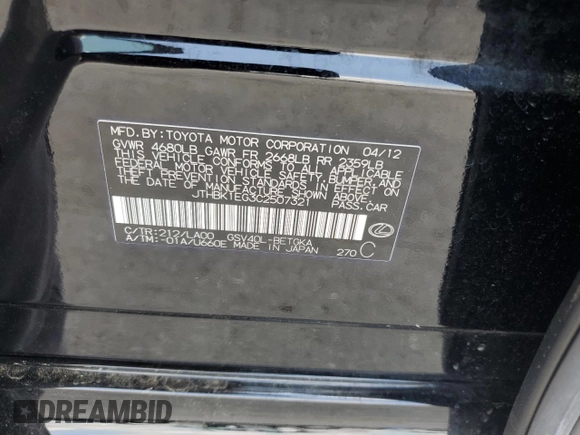 MFD. BY: TOYOTA MOTOR CORPORATION 04/12
GVWR 4680LB GAWR FR 2668LB RR 2359LB
THIS VEHICLE CONFORMS TO ALL APPLICABLE
FEDERAL MOTOR VEHICLE SAFETY, BUMPER, AND
THEFT PREVENTION STANDARDS IN EFFECT ON
THE DATE OF MANUFACTURE SHOWN ABOVE.
JTHBK1EG3C2507321 PASS.CAR
C/TR:212/LA00 GSV40L-BETGKA
A/TM:-01A/U660E MADE IN JAPAN 270 C
DREAMBID